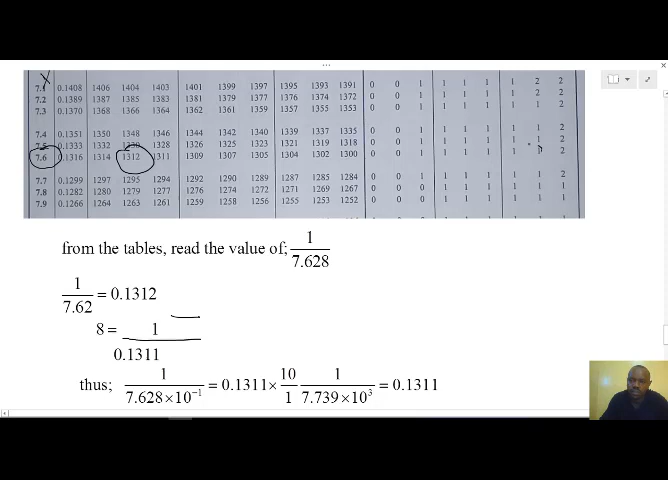 X
7.1 0.1408 1406 1404 1403 1401 1399 1397 1395 1393 1391 0 0 1 1 1 1 1 2 2
7.2 0.1389 1387 1385 1383 1381 1379 1377 1376 1374 1372 0 0 1 1 1 1 1 2 2
7.3 0.1370 1368 1366 1364 1362 1361 1359 1357 1355 1353 0 0 1 1 1 1 1 1 2
7.4 0.1351 1350 1348 1346 1344 1342 1340 1339 1337 1335 0 0 1 1 1 1 1 1 2
7.5 0.1333 1332 1330 1328 1326 1325 1323 1321 1319 1318 0 0 1 1 1 1 1 2
7.6 0.1316 1314 1312 1311 1309 1307 1305 1304 1302 1300 0 0 1 1 1 1 1 2
7.7 0.1299 1297 1295 1294 1292 1290 1289 1287 1285 1284 0 0 1 1 1 1 1 1 2
7.8 0.1282 1280 1279 1277 1276 1274 1272 1271 1269 1267 0 0 0 1 1 1 1 1 1
7.9 0.1266 1264 1263 1261 1259 1258 1256 1255 1253 1252 0 0 0 1 1 1 1 1 1
from the tables, read the value of; 1/7.628
1/7.62 = 0.1312
8 = 1
0.1311
thus; 1/7.628×10⁻¹ = 0.1311× 10/1 1/7.739×10³ = 0.1311